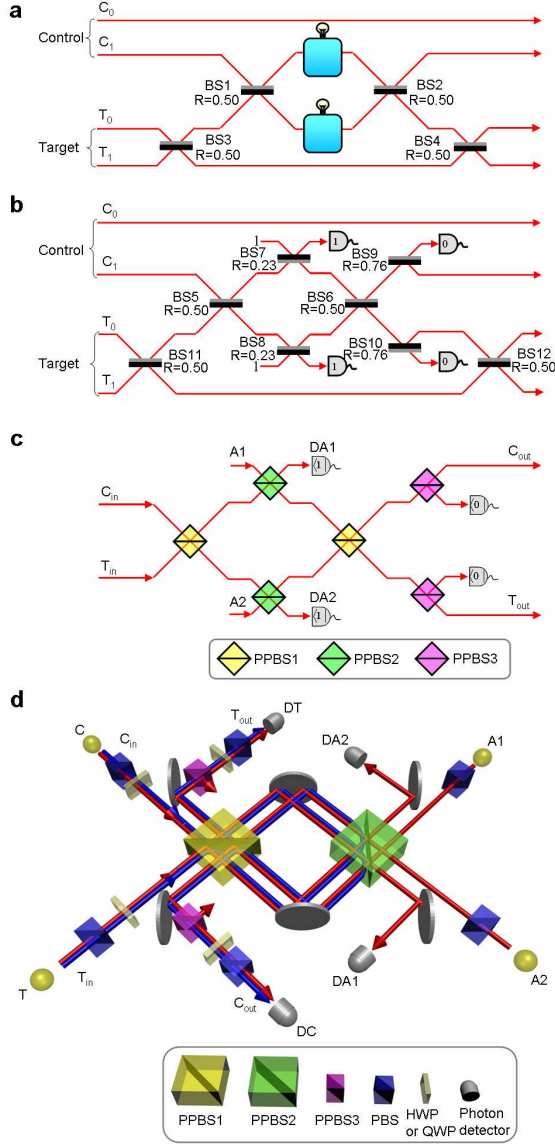 a
C₀
Control
C₁
BS1
R=0.50
BS2
R=0.50
T₀
BS3
R=0.50
BS4
R=0.50
Target
T₁
b
C₀
Control
1
BS7
R=0.23
1
BS9
R=0.76
0
C₁
BS5
R=0.50
BS6
R=0.50
T₀
BS8
R=0.23
1
1
BS10
R=0.76
0
Target
BS11
R=0.50
BS12
R=0.50
T₁
c
A1
DA1
1
Cout
Cin
0
Tin
0
A2
DA2
1
Tout
PPBS1 PPBS2 PPBS3
d
C
Cin
Tout
DT
DA2
A1
T
Tin
Cout
DC
DA1
A2
PPBS1 PPBS2 PPBS3 PBS HWP or QWP Photon detector